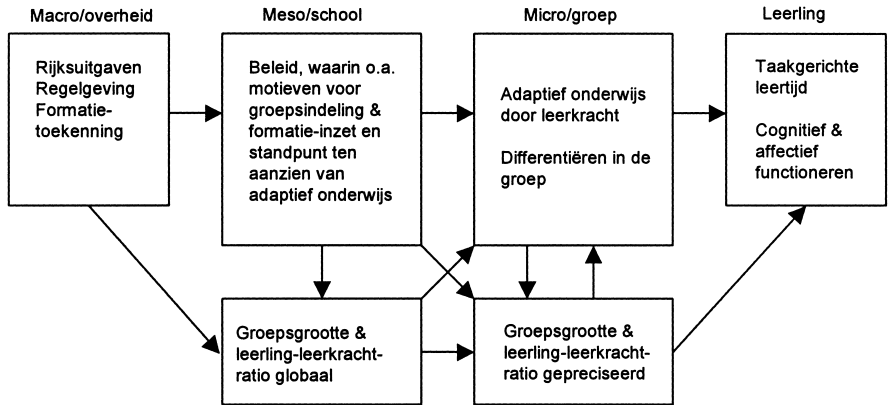 Macro/overheid
Rijksuitgaven
Regelgeving
Formatie-
toekenning
Meso/school
Beleid, waarin o.a.
motieven voor
groepsindeling &
formatie-inzet en
standpunt ten
aanzien van
adaptief onderwijs
Micro/groep
Adaptief onderwijs
door leerkracht
Differentiëren in de
groep
Leerling
Taakgerichte
leertijd
Cognitief &
affectief
functioneren
Groepsgrootte &
leerling-leerkracht-
ratio globaal
Groepsgrootte &
leerling-leerkracht-
ratio gepreciseerd